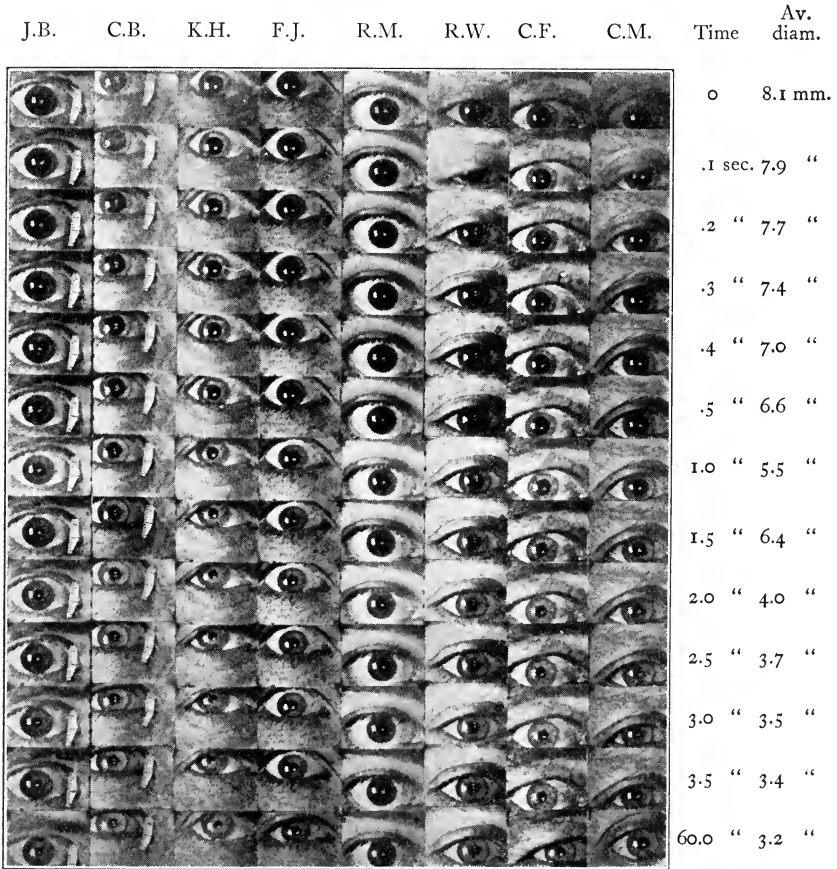 Av.
J.B. C.B. K.H. F.J. R.M. R.W. C.F. C.M. Time diam.
0 8.1 mm.
.1 sec. 7.9 “
.2 “ 7.7 “
.3 “ 7.4 “
.4 “ 7.0 “
.5 “ 6.6 “
1.0 “ 5.5 “
1.5 “ 6.4 “
2.0 “ 4.0 “
2.5 “ 3.7 “
3.0 “ 3.5 “
3.5 “ 3.4 “
60.0 “ 3.2 “